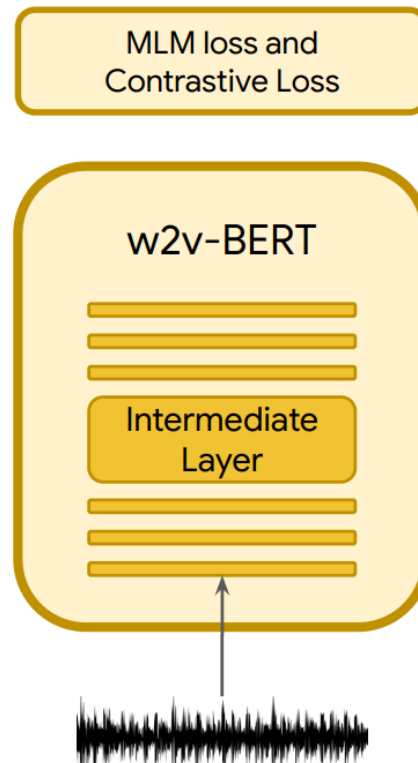 MLM loss and
Contrastive Loss
w2v-BERT
Intermediate
Layer